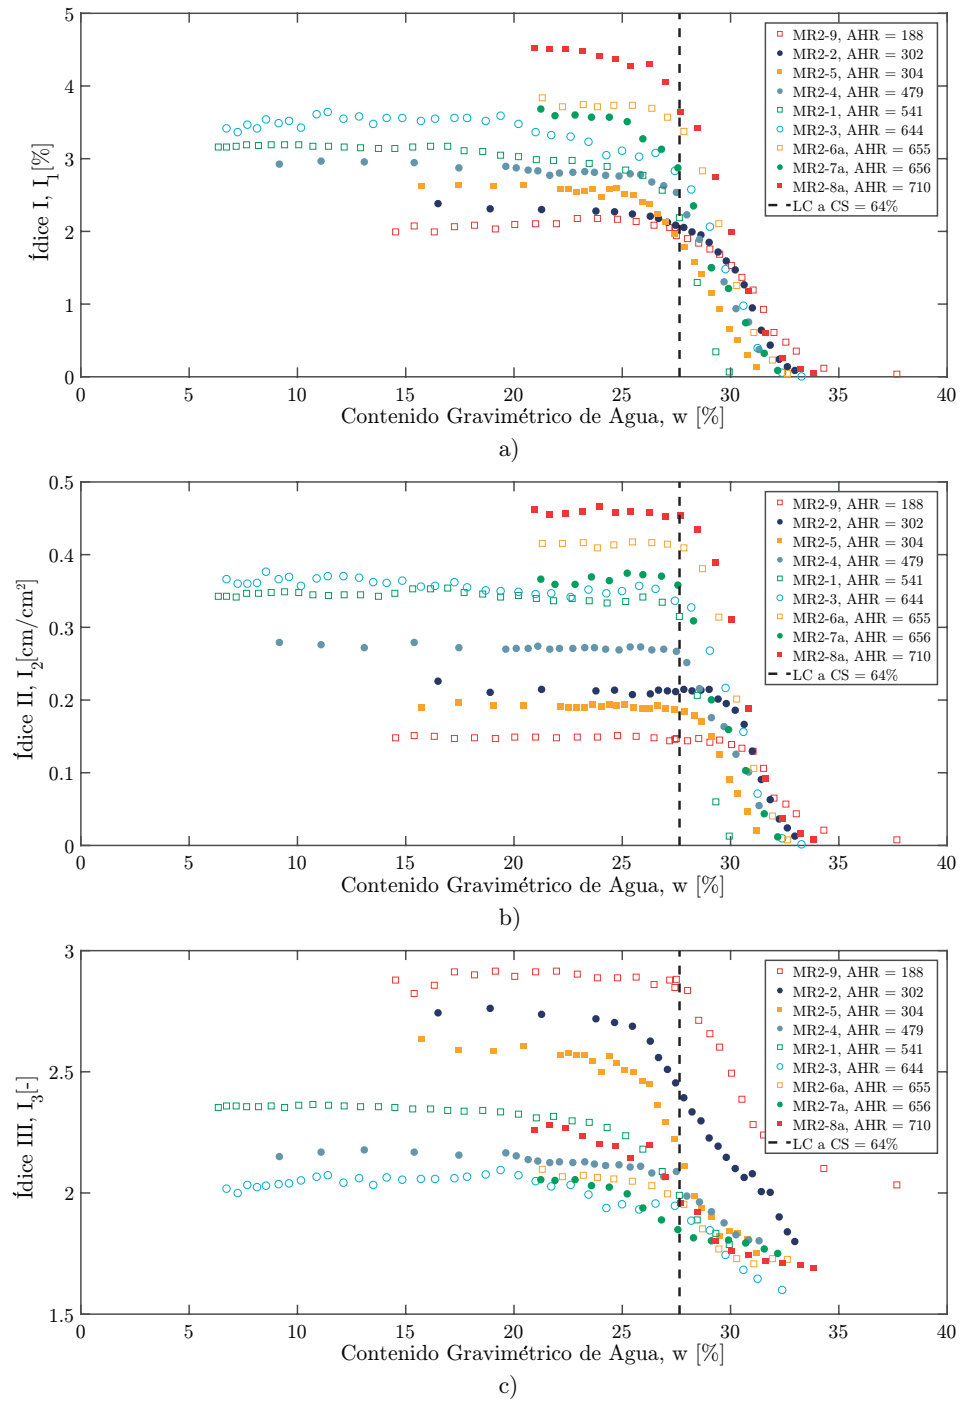 5
4
3
2
1
0
Ídice I, I1[%]
MR2-9, AHR = 188
MR2-2, AHR = 302
MR2-5, AHR = 304
MR2-4, AHR = 479
MR2-1, AHR = 541
MR2-3, AHR = 644
MR2-6a, AHR = 655
MR2-7a, AHR = 656
MR2-8a, AHR = 710
LC a CS = 64%
0 5 10 15 20 25 30 35 40
Contenido Gravimétrico de Agua, w [%]
a)
0.5
0.4
0.3
0.2
0.1
0
Ídice II, I2[cm/cm²]
MR2-9, AHR = 188
MR2-2, AHR = 302
MR2-5, AHR = 304
MR2-4, AHR = 479
MR2-1, AHR = 541
MR2-3, AHR = 644
MR2-6a, AHR = 655
MR2-7a, AHR = 656
MR2-8a, AHR = 710
LC a CS = 64%
0 5 10 15 20 25 30 35 40
Contenido Gravimétrico de Agua, w [%]
b)
3
2.5
2
1.5
Ídice III, I3[-]
MR2-9, AHR = 188
MR2-2, AHR = 302
MR2-5, AHR = 304
MR2-4, AHR = 479
MR2-1, AHR = 541
MR2-3, AHR = 644
MR2-6a, AHR = 655
MR2-7a, AHR = 656
MR2-8a, AHR = 710
LC a CS = 64%
0 5 10 15 20 25 30 35 40
Contenido Gravimétrico de Agua, w [%]
c)